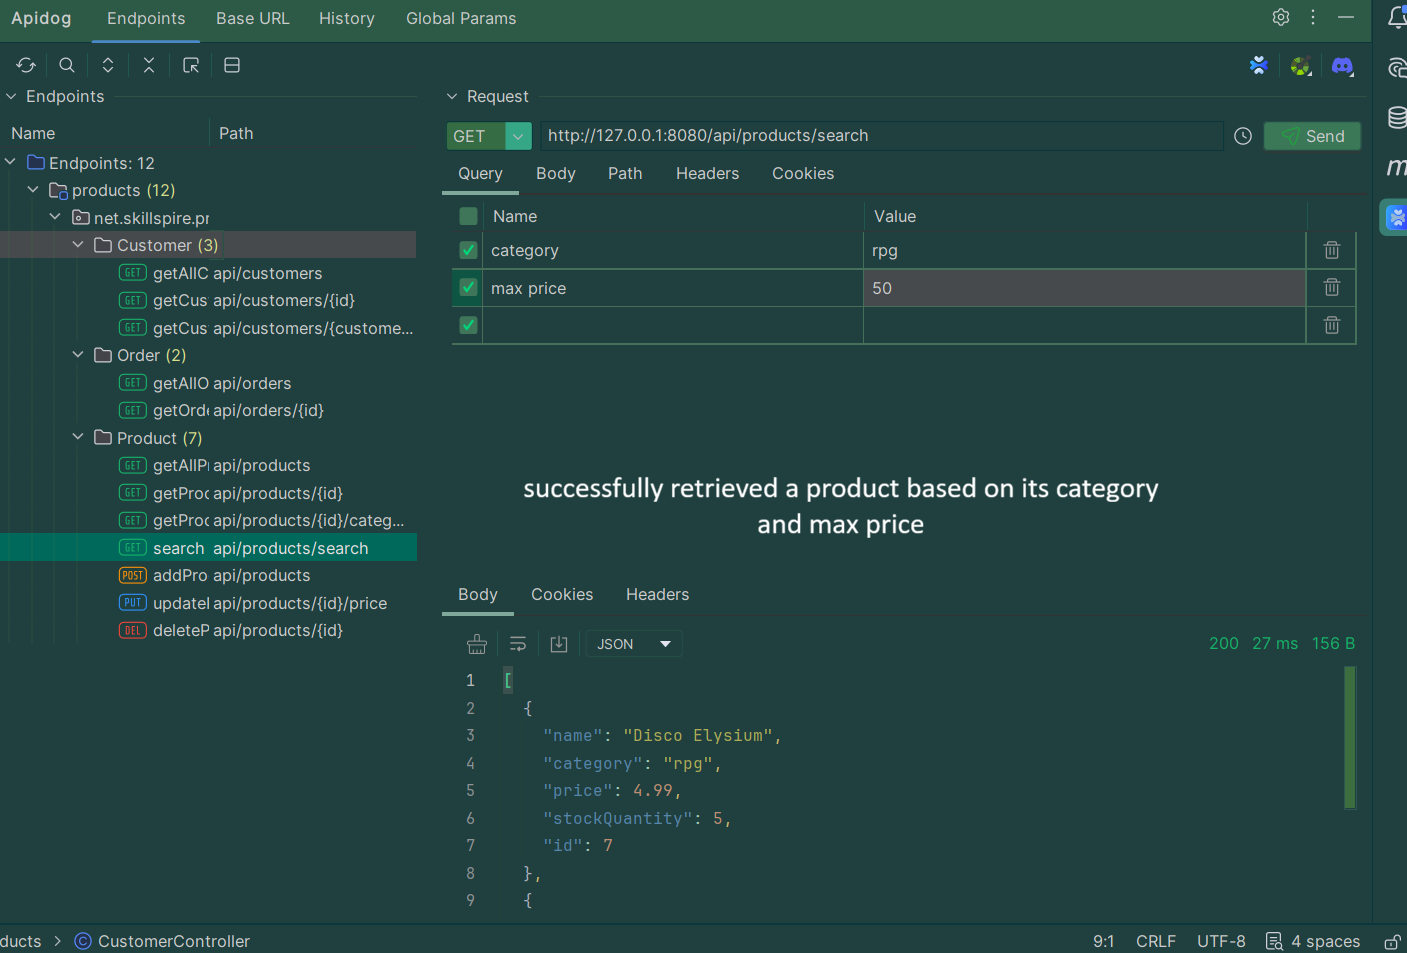 Apidog Endpoints Base URL History Global Params
Endpoints
Name Path
Endpoints: 12
products (12)
net.skillspire.pr
Customer (3)
GET getAllC api/customers
GET getCus api/customers/{id}
GET getCus api/customers/{custome...
Order (2)
GET getAllO api/orders
GET getOrde api/orders/{id}
Product (7)
GET getAllPr api/products
GET getProc api/products/{id}
GET getProc api/products/{id}/categ...
GET search api/products/search
POST addPro api/products
PUT updateI api/products/{id}/price
DEL deleteP api/products/{id}
Request
GET http://127.0.0.1:8080/api/products/search Send
Query Body Path Headers Cookies
Name Value
category rpg
max price 50
successfully retrieved a product based on its category
and max price
Body Cookies Headers
JSON 200 27 ms 156 B
1 [
2 {
3 "name": "Disco Elysium",
4 "category": "rpg",
5 "price": 4.99,
6 "stockQuantity": 5,
7 "id": 7
8 },
9 {
ducts > CustomerController 9:1 CRLF UTF-8 4 spaces
m